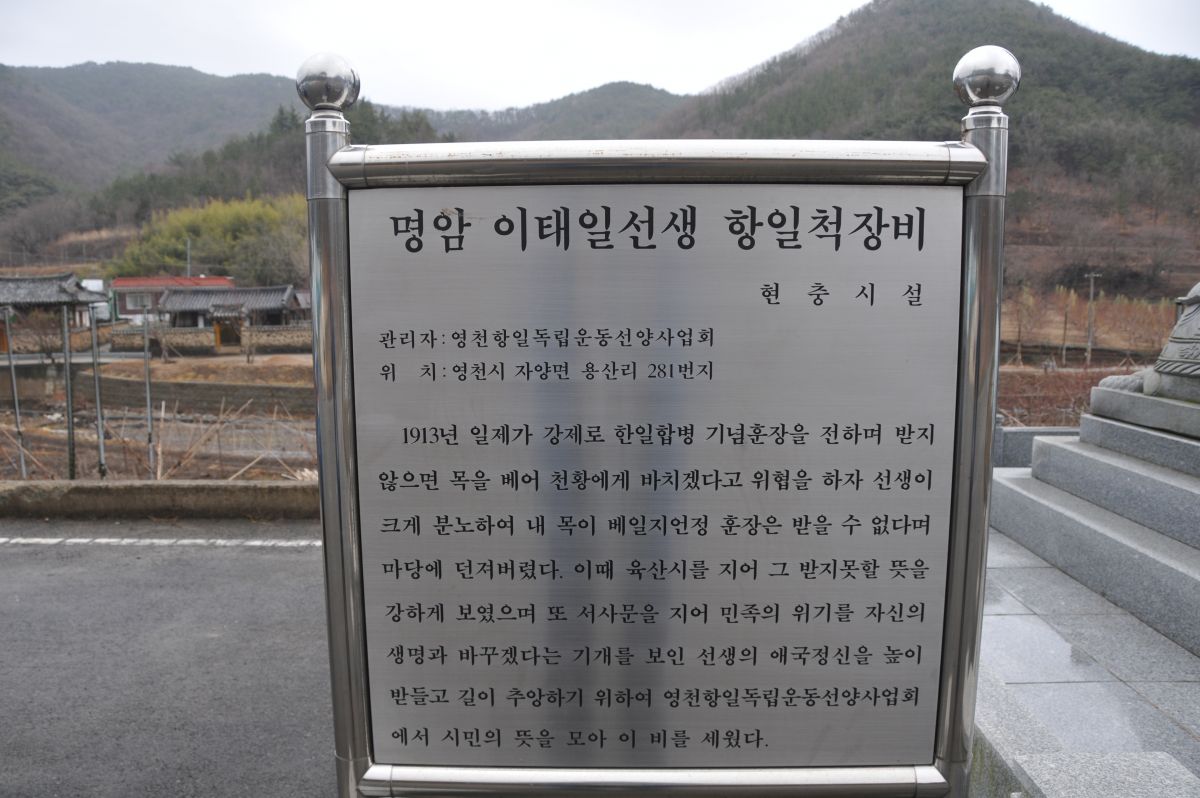 명암 이태일선생 항일척장비
현 충 시 설
관리자:영천항일독립운동선양사업회
위 치:영천시 자양면 용산리 281번지
1913년 일제가 강제로 한일합병 기념훈장을 전하며 받지
않으면 목을 베어 천황에게 바치겠다고 위협을 하자 선생이
크게 분노하여 내 목이 베일지언정 훈장은 받을 수 없다며
마당에 던져버렸다. 이때 육산시를 지어 그 받지못할 뜻을
강하게 보였으며 또 서사문을 지어 민족의 위기를 자신의
생명과 바꾸겠다는 기개를 보인 선생의 애국정신을 높이
받들고 길이 추앙하기 위하여 영천항일독립운동선양사업회
에서 시민의 뜻을 모아 이 비를 세웠다.